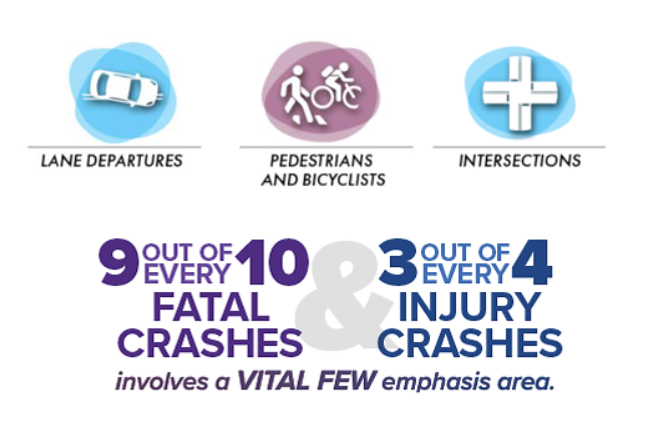 LANE DEPARTURES
PEDESTRIANS
AND BICYCLISTS
INTERSECTIONS
9 OUT OF EVERY 10
FATAL
CRASHES
&
3 OUT OF EVERY 4
INJURY
CRASHES
involves a VITAL FEW emphasis area.